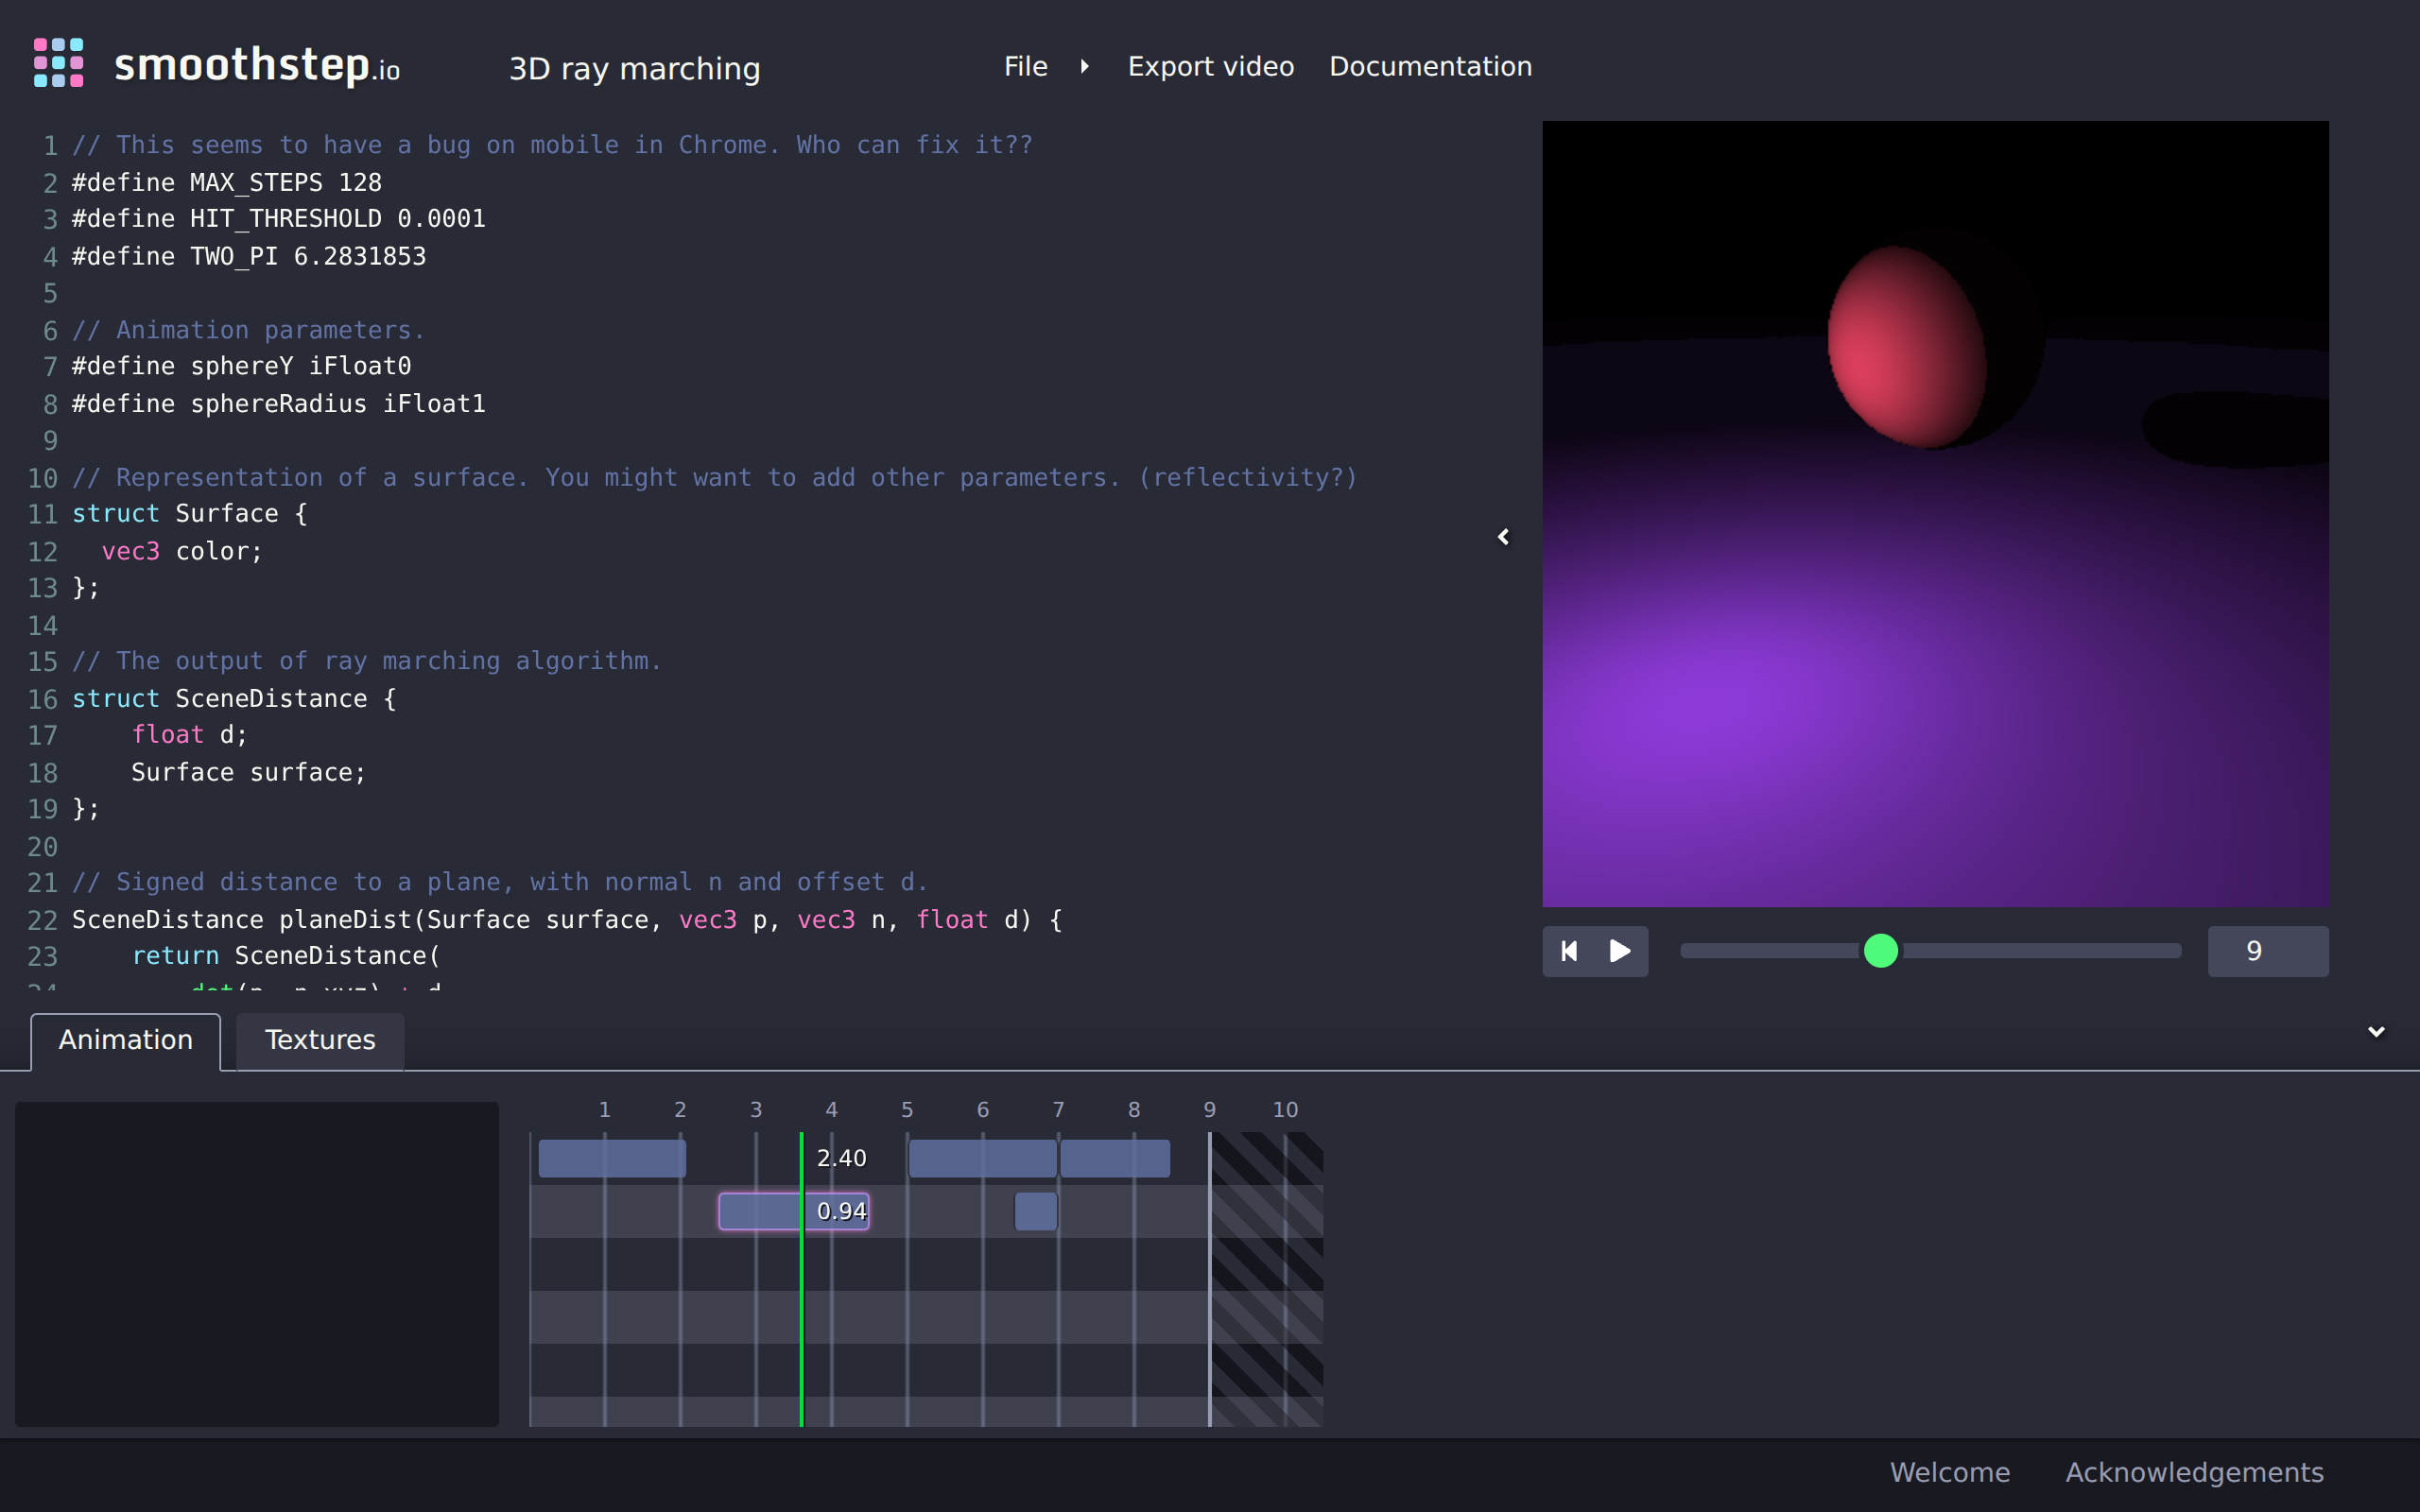 smoothstep.io
3D ray marching
File
Export video
Documentation
1 // This seems to have a bug on mobile in Chrome. Who can fix it??
2 #define MAX_STEPS 128
3 #define HIT_THRESHOLD 0.0001
4 #define TWO_PI 6.2831853
5
6 // Animation parameters.
7 #define sphereY iFloat0
8 #define sphereRadius iFloat1
9
10 // Representation of a surface. You might want to add other parameters. (reflectivity?)
11 struct Surface {
12   vec3 color;
13 };
14
15 // The output of ray marching algorithm.
16 struct SceneDistance {
17     float d;
18     Surface surface;
19 };
20
21 // Signed distance to a plane, with normal n and offset d.
22 SceneDistance planeDist(Surface surface, vec3 p, vec3 n, float d) {
23     return SceneDistance(
9
Animation
Textures
1 2 3 4 5 6 7 8 9 10
2.40
0.94
Welcome
Acknowledgements